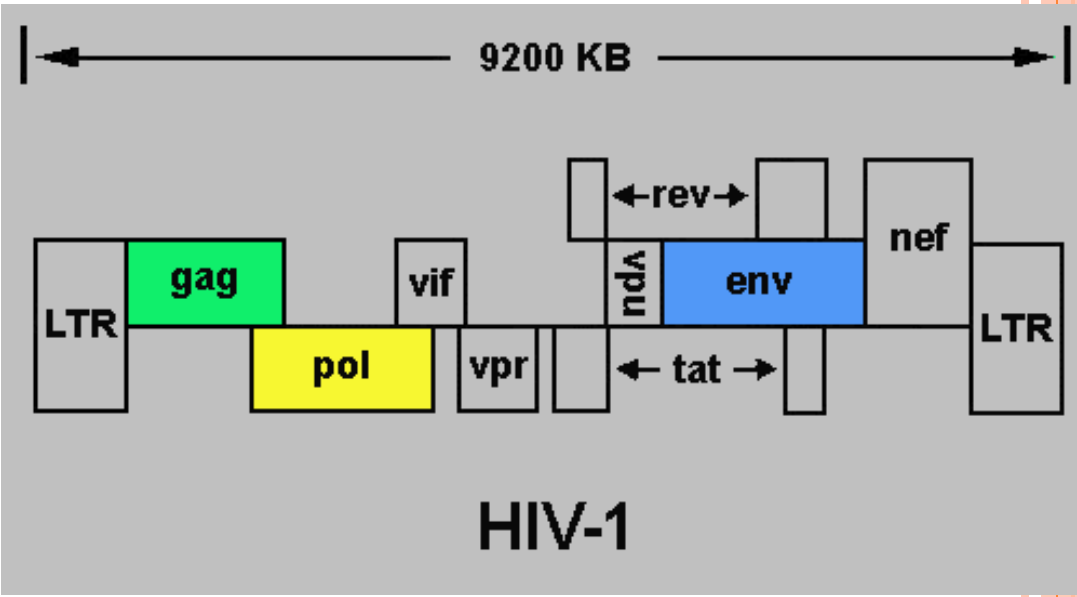 9200 KB
rev
nef
gag
vif
vpu
env
LTR
LTR
pol
vpr
tat
HIV-1